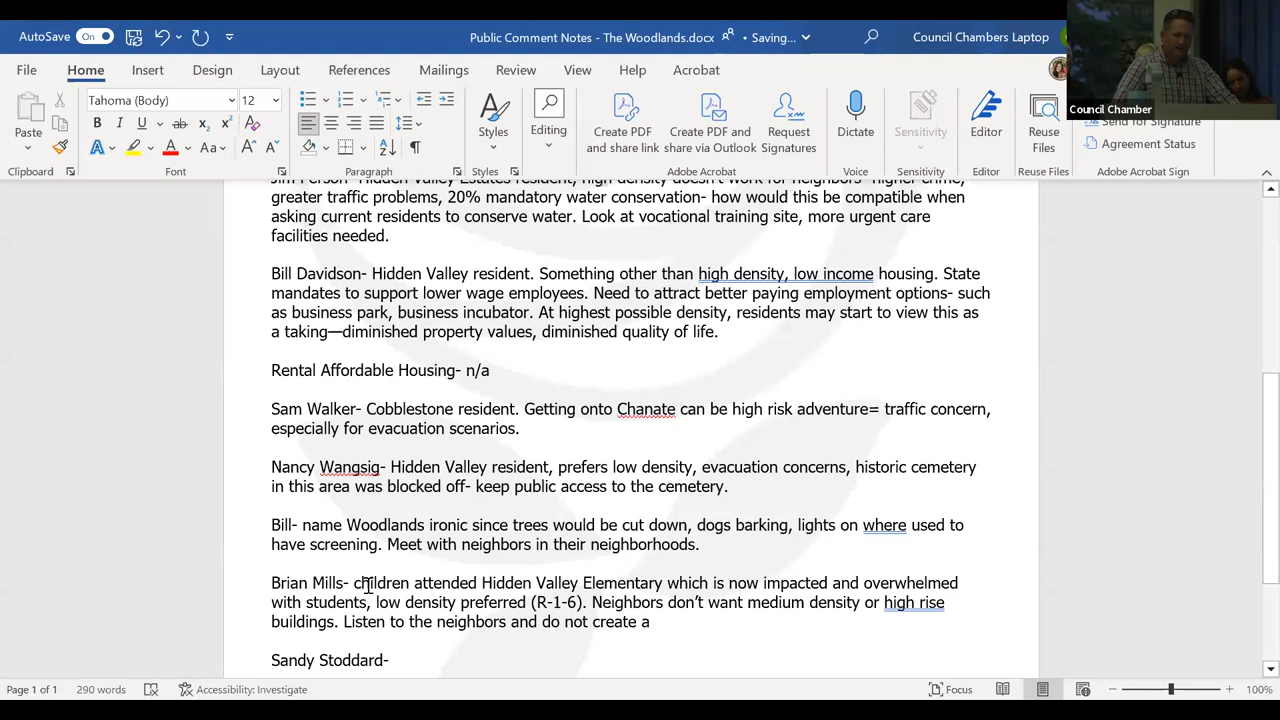 AutoSave On Public Comment Notes - The Woodlands.docx • Saving... Council Chambers Laptop
Council Chamber
File Home Insert Design Layout References Mailings Review View Help Acrobat
Tahoma (Body) 12
Paste
Styles
Editing
Create PDF and share link
Create PDF and share via Outlook
Request Signatures
Dictate
Sensitivity
Editor
Reuse Files
Send for Signature
Agreement Status
Clipboard Font Paragraph Styles Adobe Acrobat Voice Sensitivity Editor Reuse Files Adobe Acrobat Sign
Jim Person- Hidden Valley Estates resident, high density doesn't work for neighbors- higher crime,
greater traffic problems, 20% mandatory water conservation- how would this be compatible when
asking current residents to conserve water. Look at vocational training site, more urgent care
facilities needed.
Bill Davidson- Hidden Valley resident. Something other than high density, low income housing. State
mandates to support lower wage employees. Need to attract better paying employment options- such
as business park, business incubator. At highest possible density, residents may start to view this as
a taking—diminished property values, diminished quality of life.
Rental Affordable Housing- n/a
Sam Walker- Cobblestone resident. Getting onto Chanate can be high risk adventure= traffic concern,
especially for evacuation scenarios.
Nancy Wangsig- Hidden Valley resident, prefers low density, evacuation concerns, historic cemetery
in this area was blocked off- keep public access to the cemetery.
Bill- name Woodlands ironic since trees would be cut down, dogs barking, lights on where used to
have screening. Meet with neighbors in their neighborhoods.
Brian Mills- children attended Hidden Valley Elementary which is now impacted and overwhelmed
with students, low density preferred (R-1-6). Neighbors don't want medium density or high rise
buildings. Listen to the neighbors and do not create a
Sandy Stoddard-
Page 1 of 1 290 words Accessibility: Investigate Focus 100%